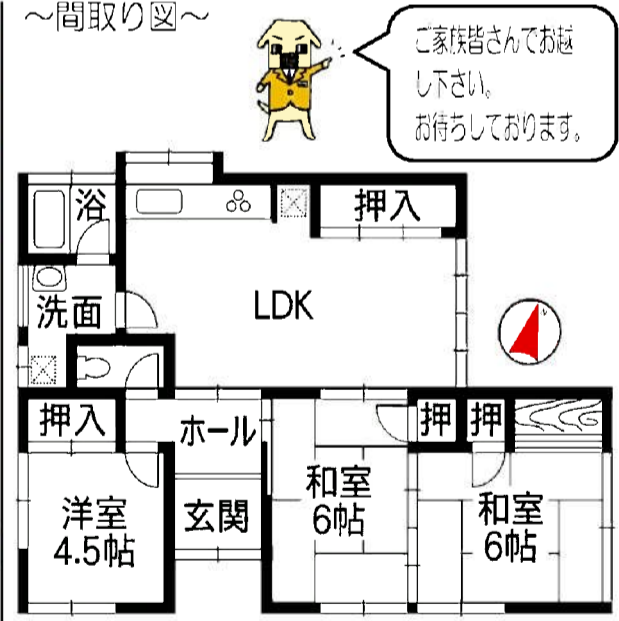 ～間取り図～
ご家族皆さんでお越
し下さい。
お待ちしております。
浴
押入
洗面
LDK
押入
ホール
押
押
洋室
4.5帖
玄関
和室
6帖
和室
6帖